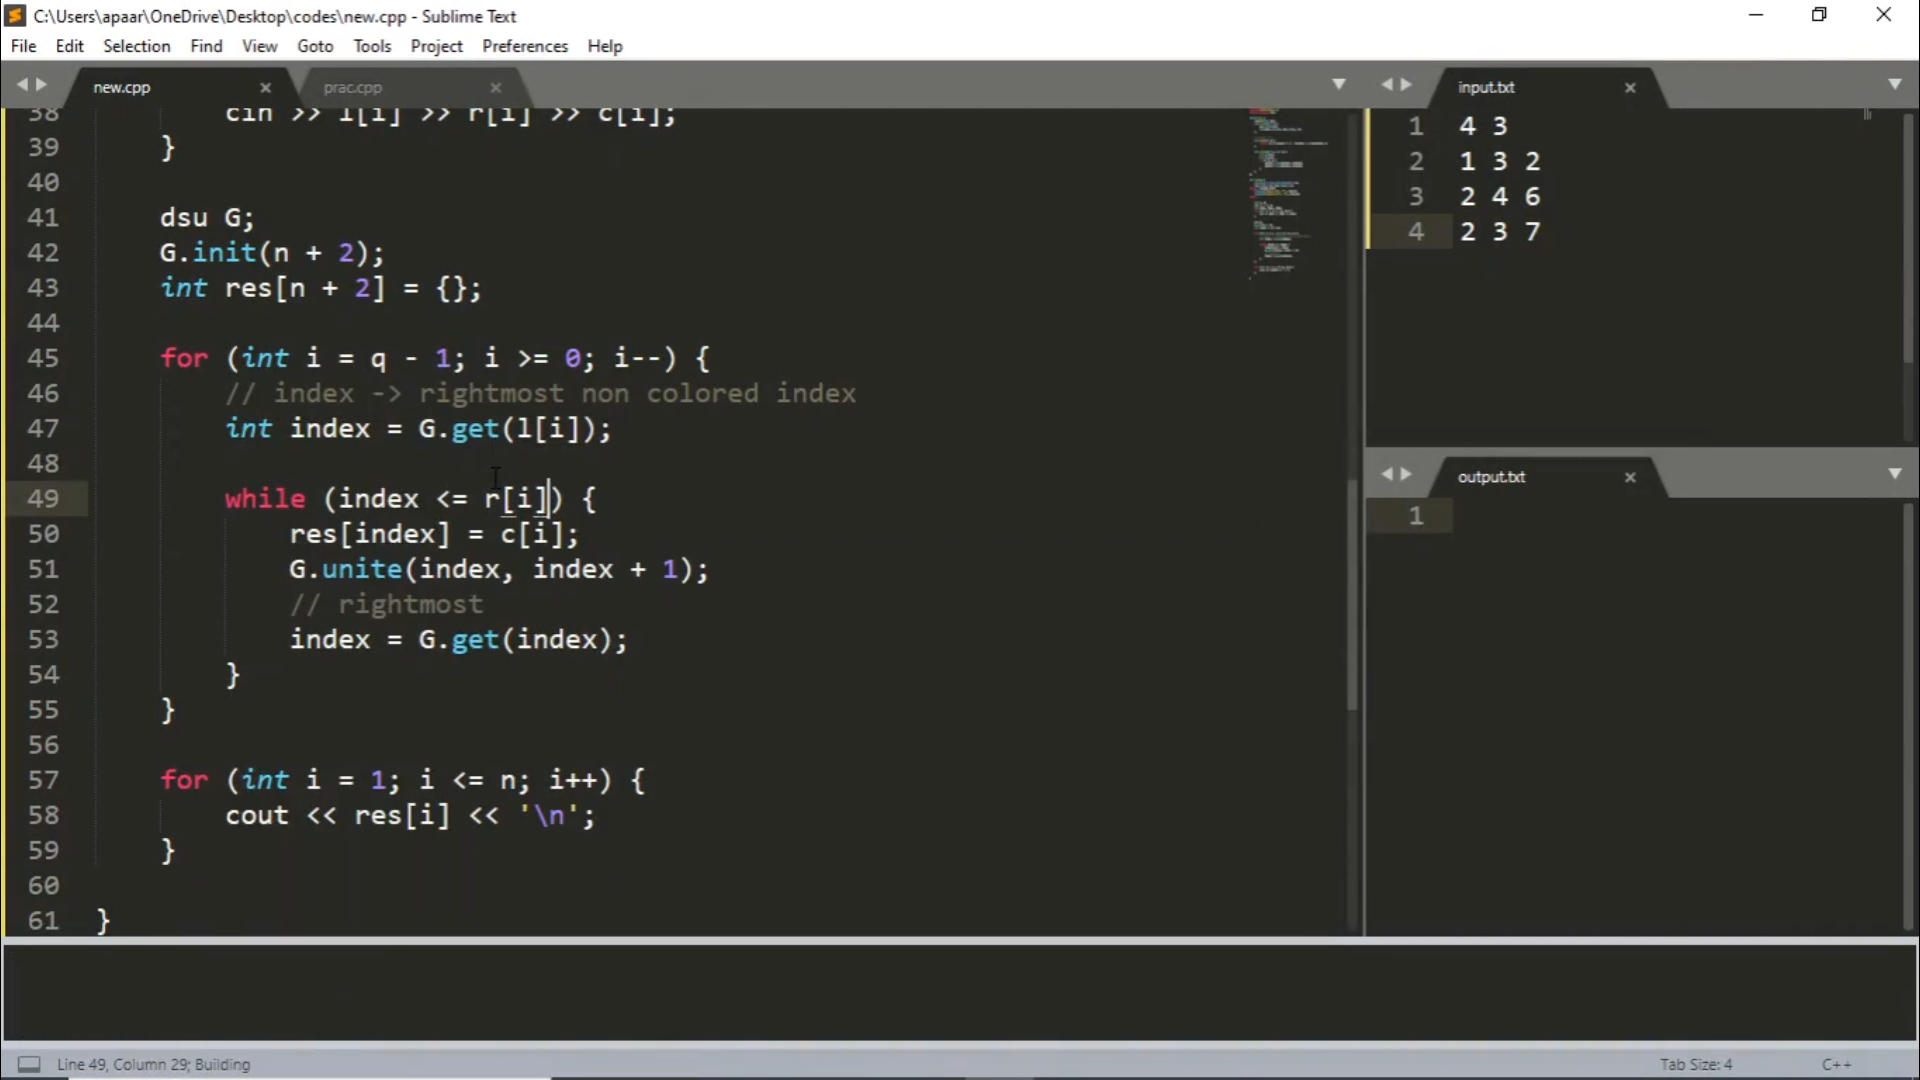 C:\Users\apaar\OneDrive\Desktop\codes\new.cpp - Sublime Text
File Edit Selection Find View Goto Tools Project Preferences Help
new.cpp
prac.cpp
38 cin >> l[i] >> r[i] >> c[i];
39 }
40
41 dsu G;
42 G.init(n + 2);
43 int res[n + 2] = {};
44
45 for (int i = q - 1; i >= 0; i--) {
46 // index -> rightmost non colored index
47 int index = G.get(l[i]);
48
49 while (index <= r[i]) {
50 res[index] = c[i];
51 G.unite(index, index + 1);
52 // rightmost
53 index = G.get(index);
54 }
55 }
56
57 for (int i = 1; i <= n; i++) {
58 cout << res[i] << '\n';
59 }
60
61 }
input.txt
1 4 3
2 1 3 2
3 2 4 6
4 2 3 7
output.txt
1
Line 49, Column 29; Building
Tab Size: 4
C++